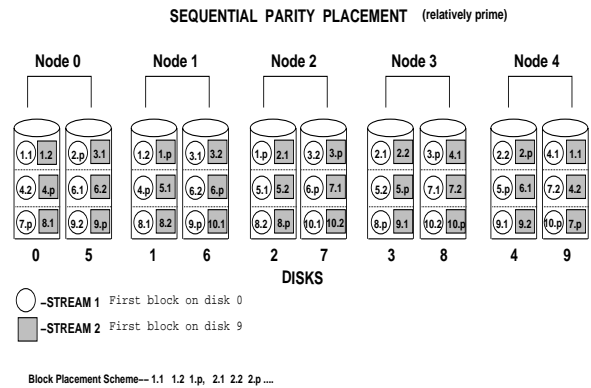 SEQUENTIAL PARITY PLACEMENT (relatively prime)
Node 0 Node 1 Node 2 Node 3 Node 4
1.1 1.2 2.p 3.1 1.2 1.p 3.1 3.2 1.p 2.1 3.2 3.p 2.1 2.2 3.p 4.1 2.2 2.p 4.1 1.1
4.2 4.p 6.1 6.2 4.p 5.1 6.2 6.p 5.1 5.2 6.p 7.1 5.2 5.p 7.1 7.2 5.p 6.1 7.2 4.2
7.p 8.1 9.2 9.p 8.1 8.2 9.p 10.1 8.2 8.p 10.1 10.2 8.p 9.1 10.2 10.p 9.1 9.2 10.p 7.p
0 5 1 6 2 7 3 8 4 9
DISKS
–STREAM 1 First block on disk 0
–STREAM 2 First block on disk 9
Block Placement Scheme–– 1.1 1.2 1.p, 2.1 2.2 2.p ....